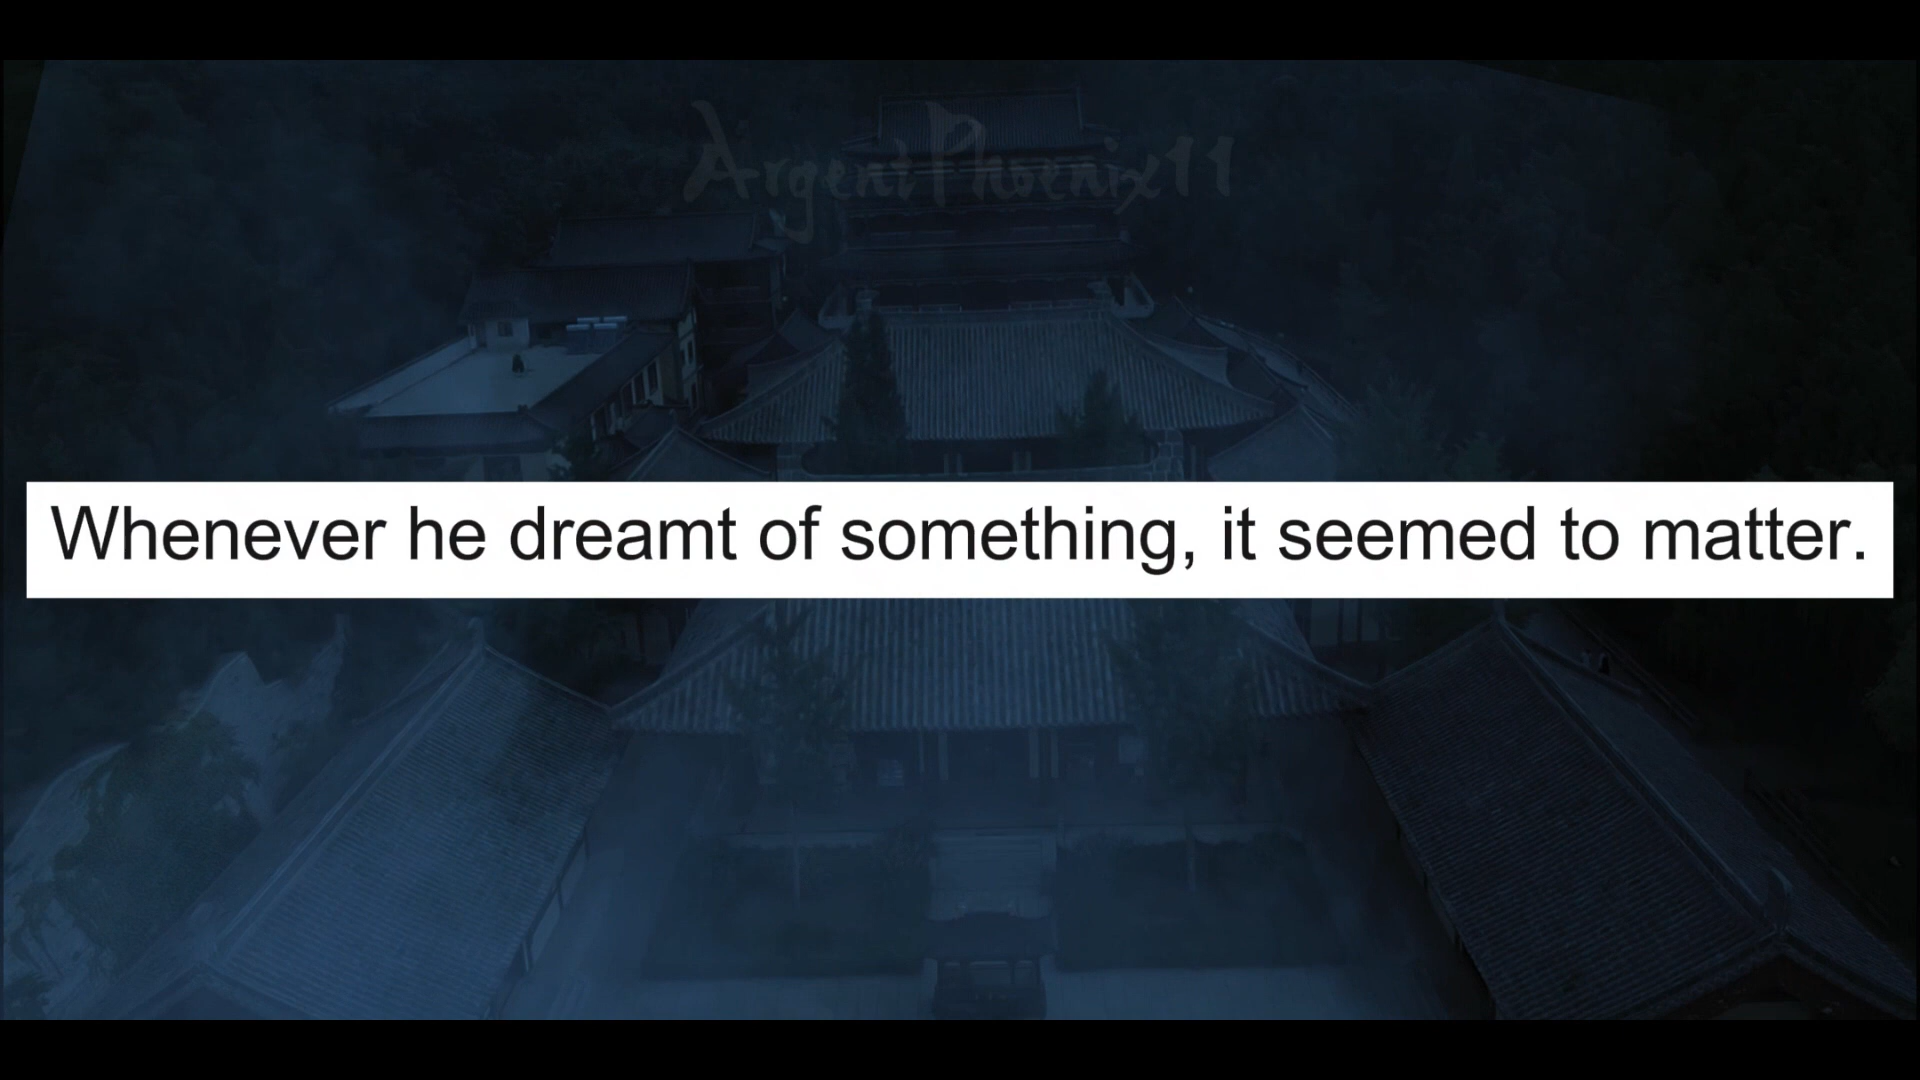 ArgentPhoenix11
Whenever he dreamt of something, it seemed to matter.